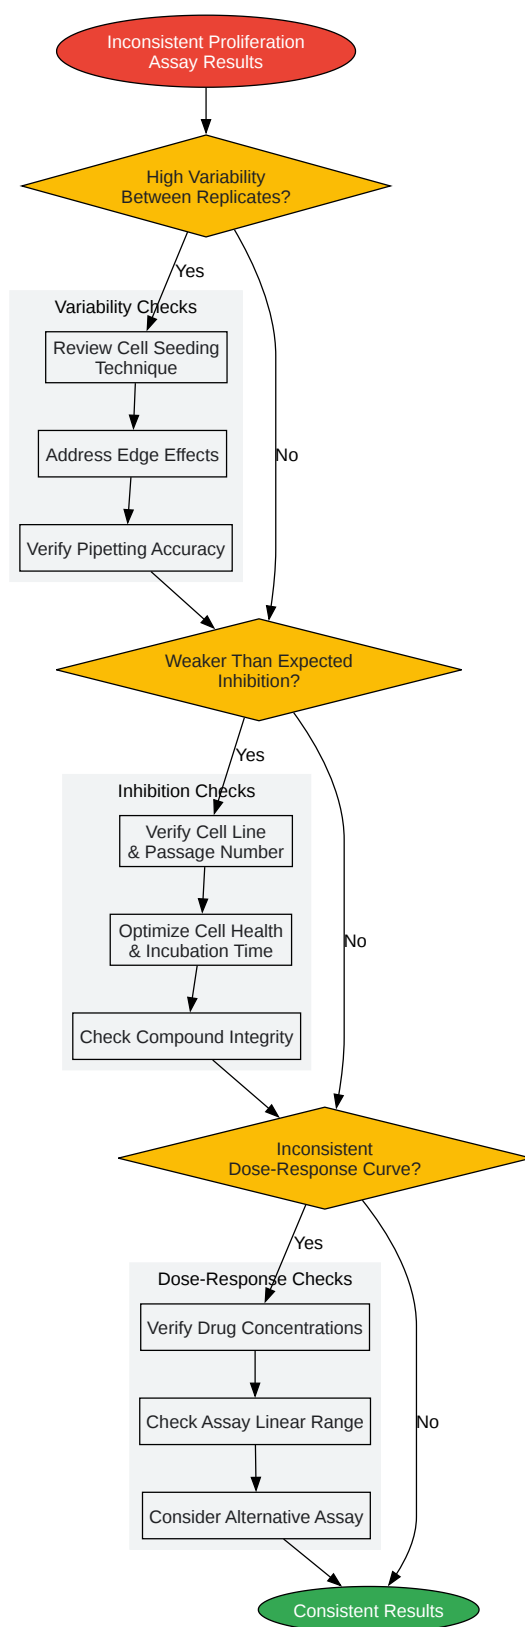 Inconsistent Proliferation
Assay Results
High Variability
Between Replicates?
Yes
Variability Checks
Review Cell Seeding
Technique
Address Edge Effects
No
Verify Pipetting Accuracy
Weaker Than Expected
Inhibition?
Yes
Inhibition Checks
Verify Cell Line
& Passage Number
Optimize Cell Health
& Incubation Time
No
Check Compound Integrity
Inconsistent
Dose-Response Curve?
Yes
Dose-Response Checks
Verify Drug Concentrations
Check Assay Linear Range
No
Consider Alternative Assay
Consistent Results